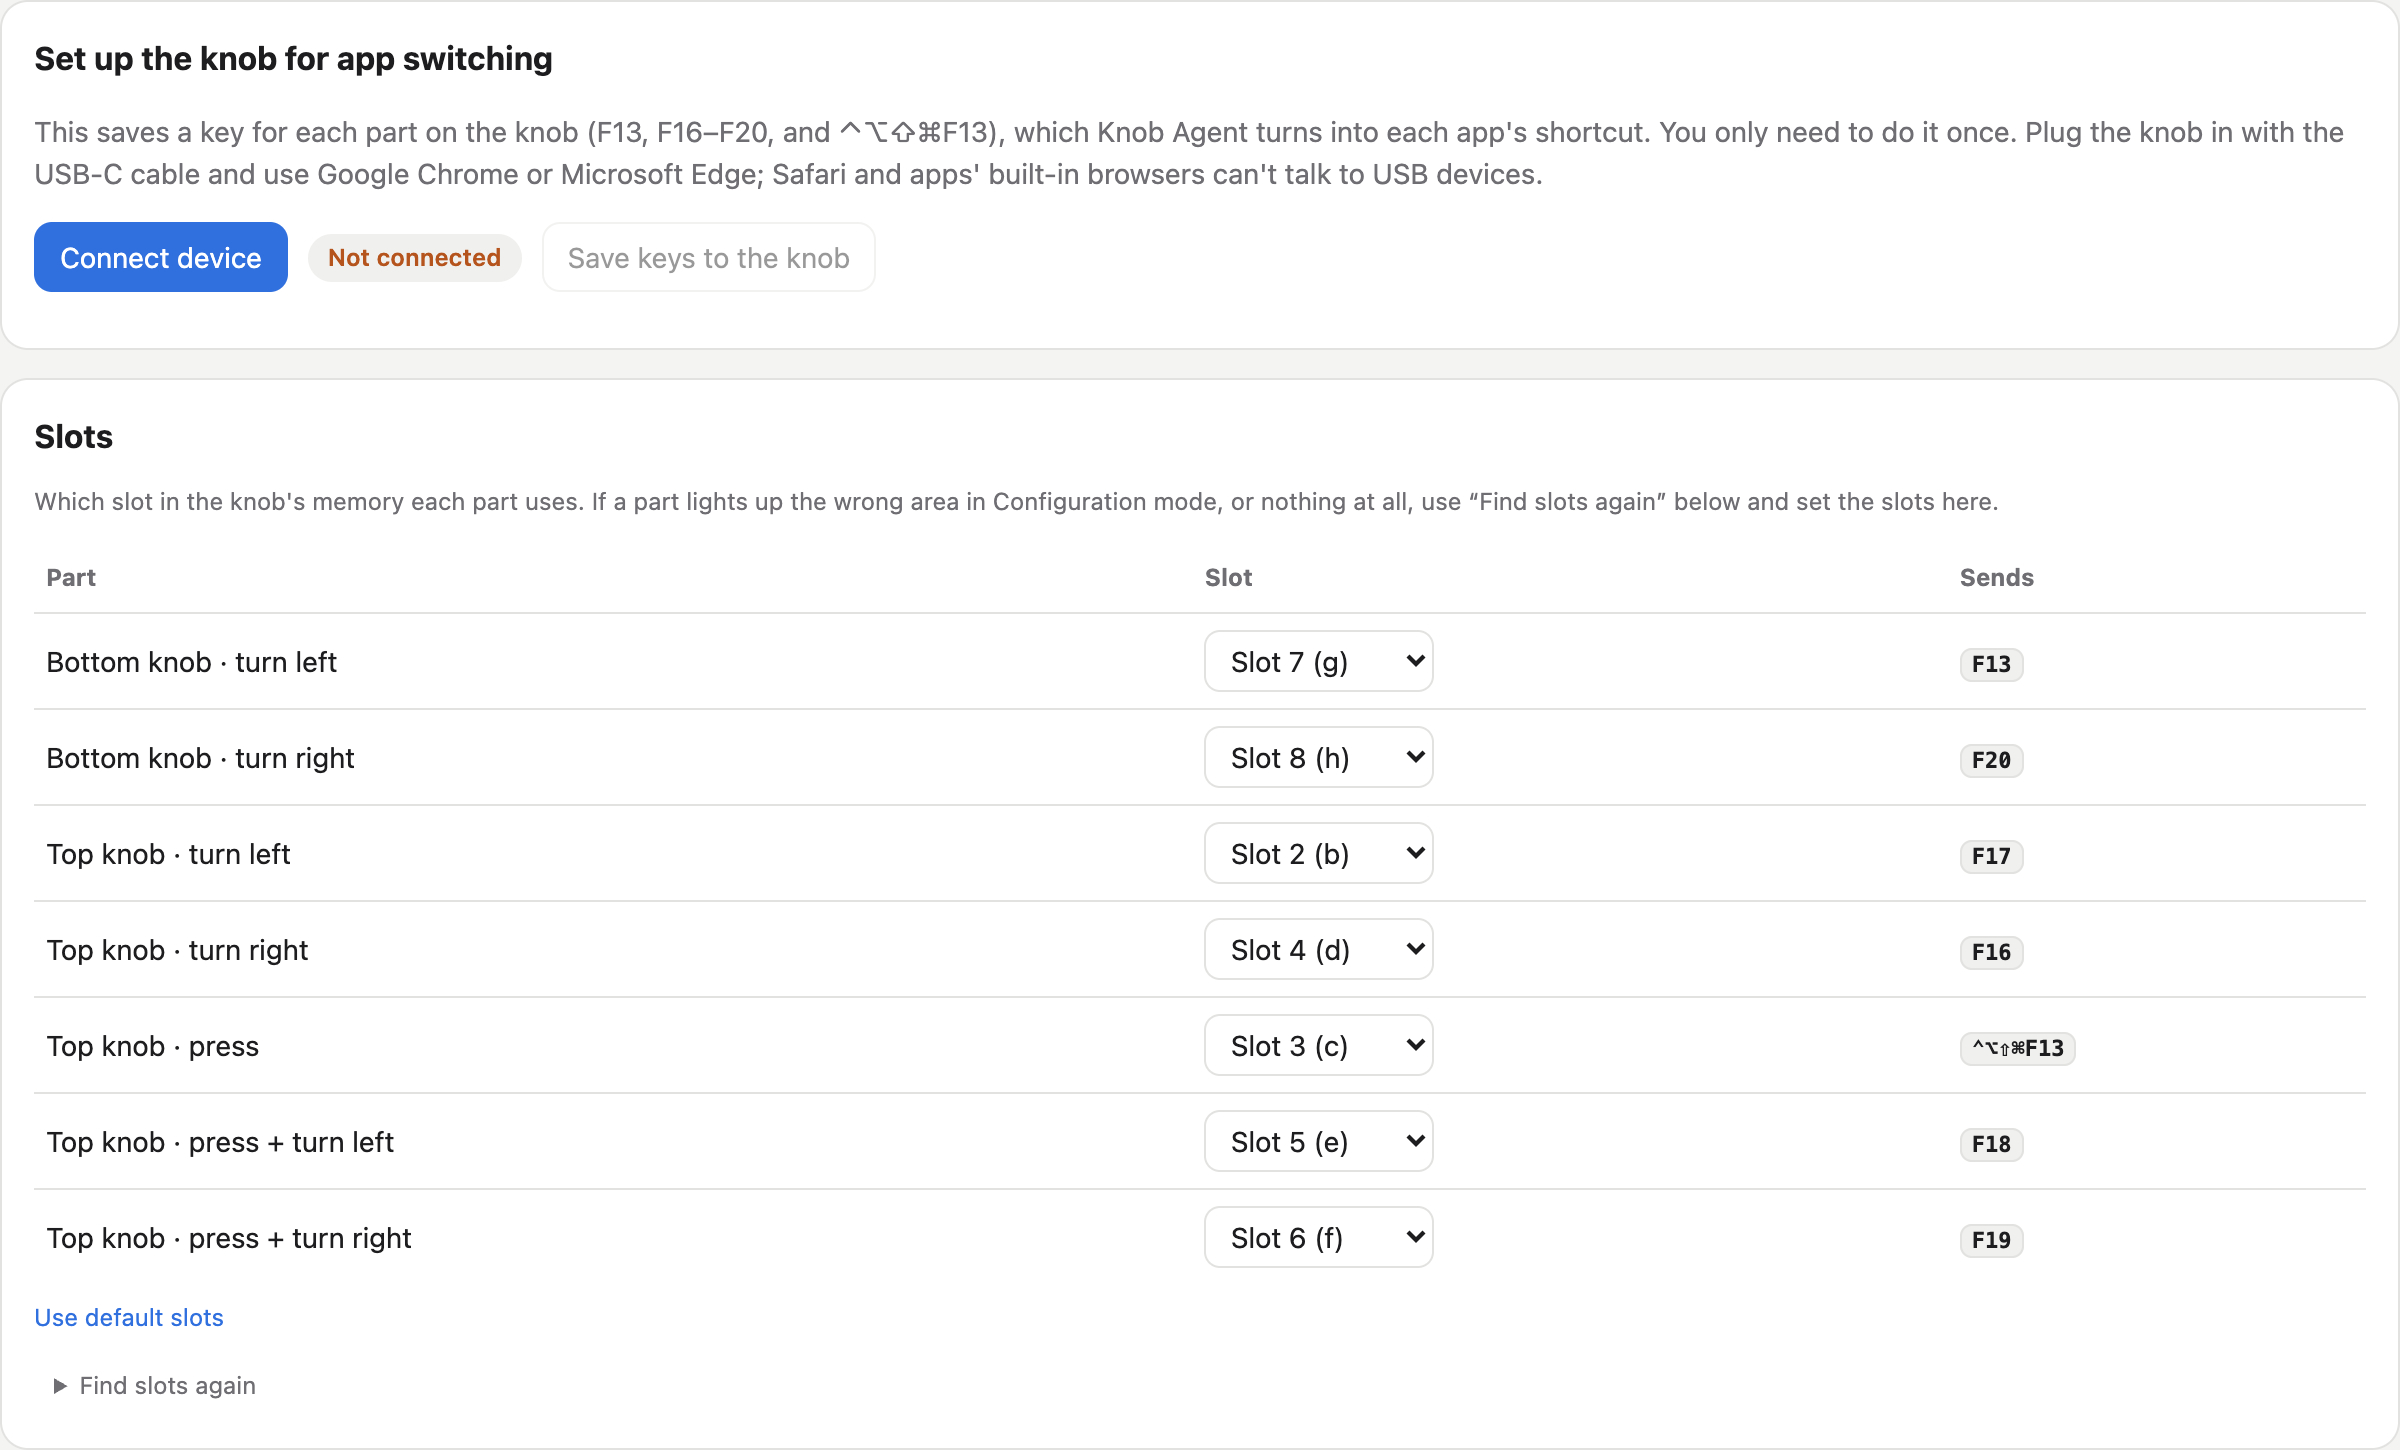 Set up the knob for app switching
This saves a key for each part on the knob (F13, F16–F20, and ^⌥⇧⌘F13), which Knob Agent turns into each app's shortcut. You only need to do it once. Plug the knob in with the
USB-C cable and use Google Chrome or Microsoft Edge; Safari and apps' built-in browsers can't talk to USB devices.
Connect device Not connected Save keys to the knob
Slots
Which slot in the knob's memory each part uses. If a part lights up the wrong area in Configuration mode, or nothing at all, use “Find slots again” below and set the slots here.
Part Slot Sends
Bottom knob · turn left Slot 7 (g) F13
Bottom knob · turn right Slot 8 (h) F20
Top knob · turn left Slot 2 (b) F17
Top knob · turn right Slot 4 (d) F16
Top knob · press Slot 3 (c) ^⌥⇧⌘F13
Top knob · press + turn left Slot 5 (e) F18
Top knob · press + turn right Slot 6 (f) F19
Use default slots
▶ Find slots again